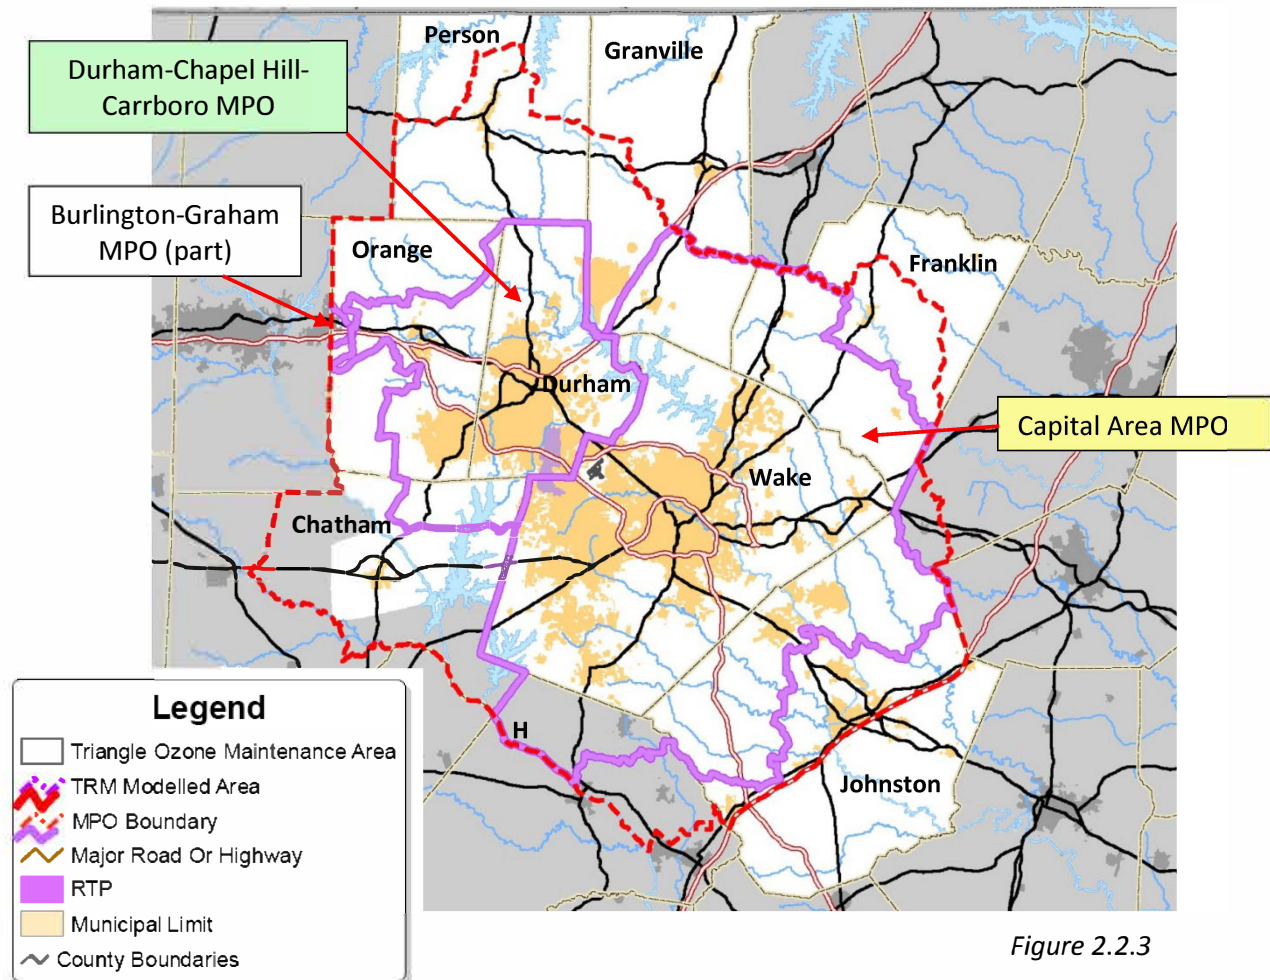 Person
Granville
Durham-Chapel Hill-
Carrboro MPO
Burlington-Graham
MPO (part)
Orange
Franklin
Durham
Capital Area MPO
Wake
Chatham
H
Johnston
Legend
Triangle Ozone Maintenance Area
TRM Modelled Area
MPO Boundary
Major Road Or Highway
RTP
Municipal Limit
County Boundaries
Figure 2.2.3